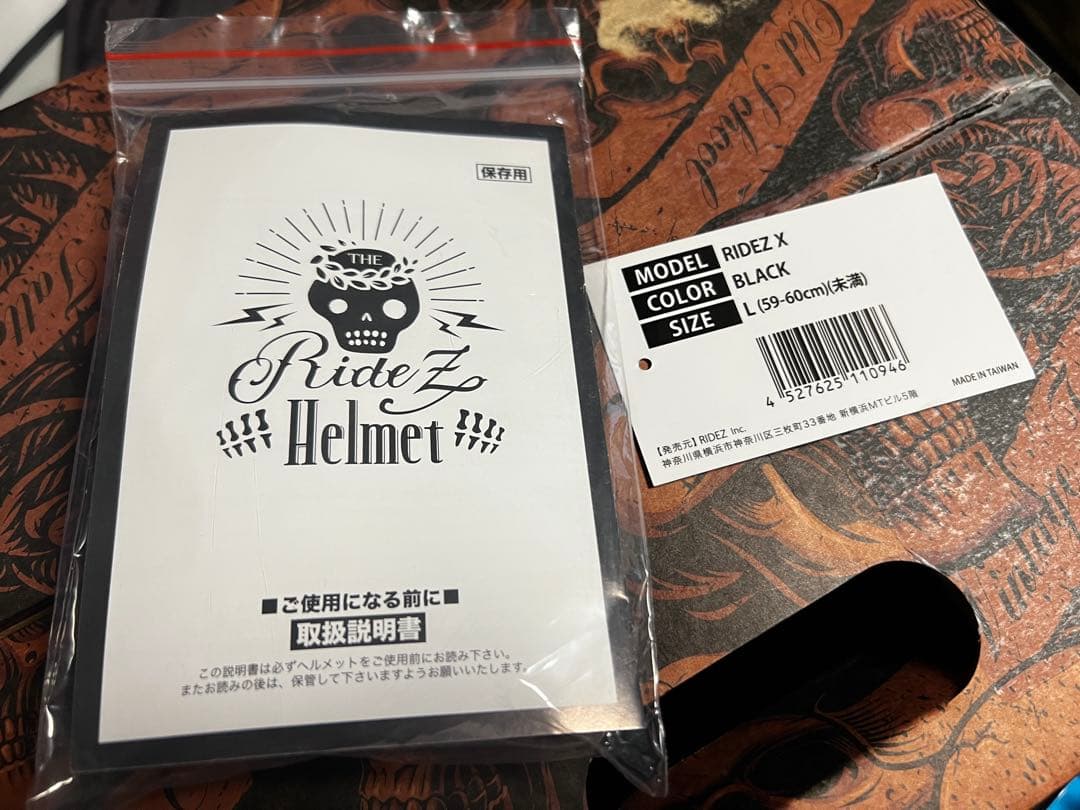 保存用
THE
RideZ
Helmet
■ご使用になる前に■
取扱説明書
この説明書は必ずヘルメットをご使用前にお読み下さい。
またお読みの後は、保管して下さいますようお願いいたします。
MODEL RIDEZ X
COLOR BLACK
SIZE L (59-60cm)(未満)
4 527625 110946
MADE IN TAIWAN
【発売元】RIDEZ Inc.
神奈川県横浜市神奈川区三枚町33番地 新横浜MTビル5階
Old School